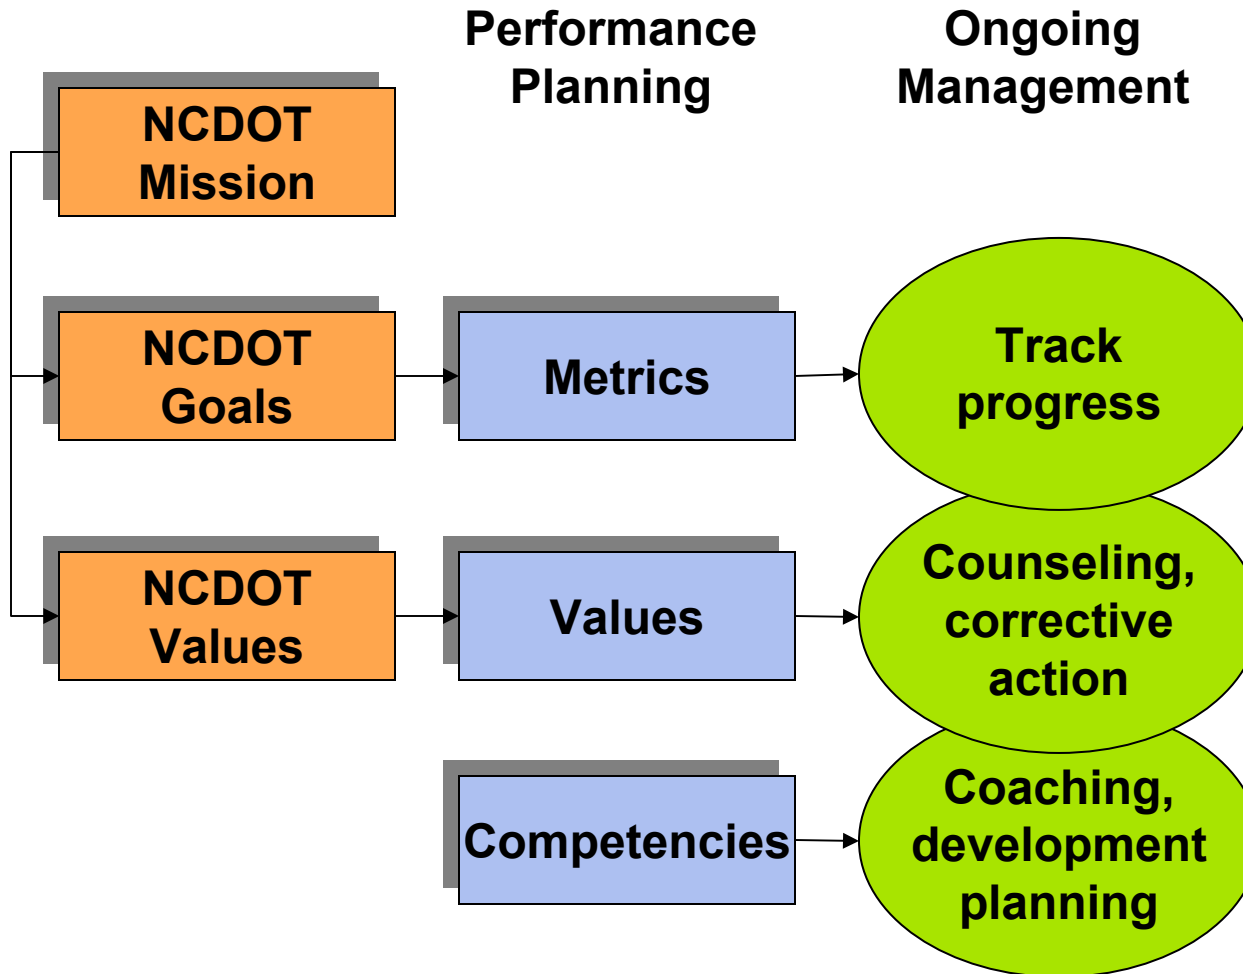 Performance
Planning
Ongoing
Management
NCDOT
Mission
NCDOT
Goals
Metrics
Track
progress
NCDOT
Values
Values
Counseling,
corrective
action
Competencies
Coaching,
development
planning